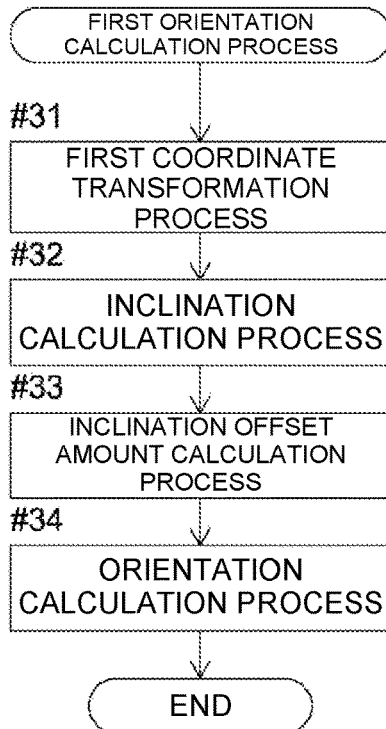 FIRST ORIENTATION
CALCULATION PROCESS
#31
FIRST COORDINATE
TRANSFORMATION
PROCESS
#32
INCLINATION
CALCULATION PROCESS
#33
INCLINATION OFFSET
AMOUNT CALCULATION
PROCESS
#34
ORIENTATION
CALCULATION PROCESS
END